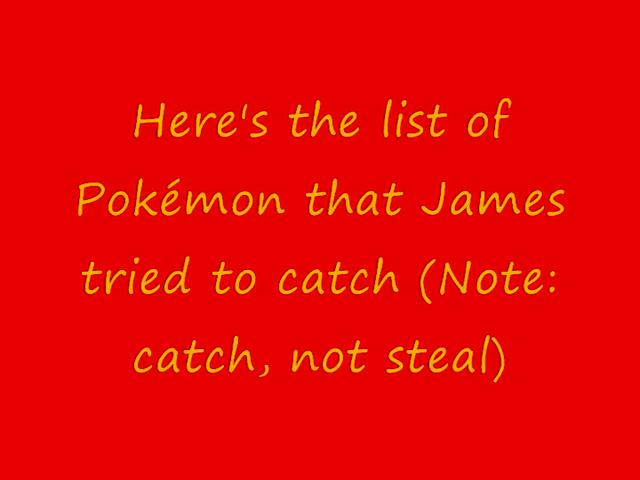 Here's the list of
Pokémon that James
tried to catch (Note:
catch, not steal)